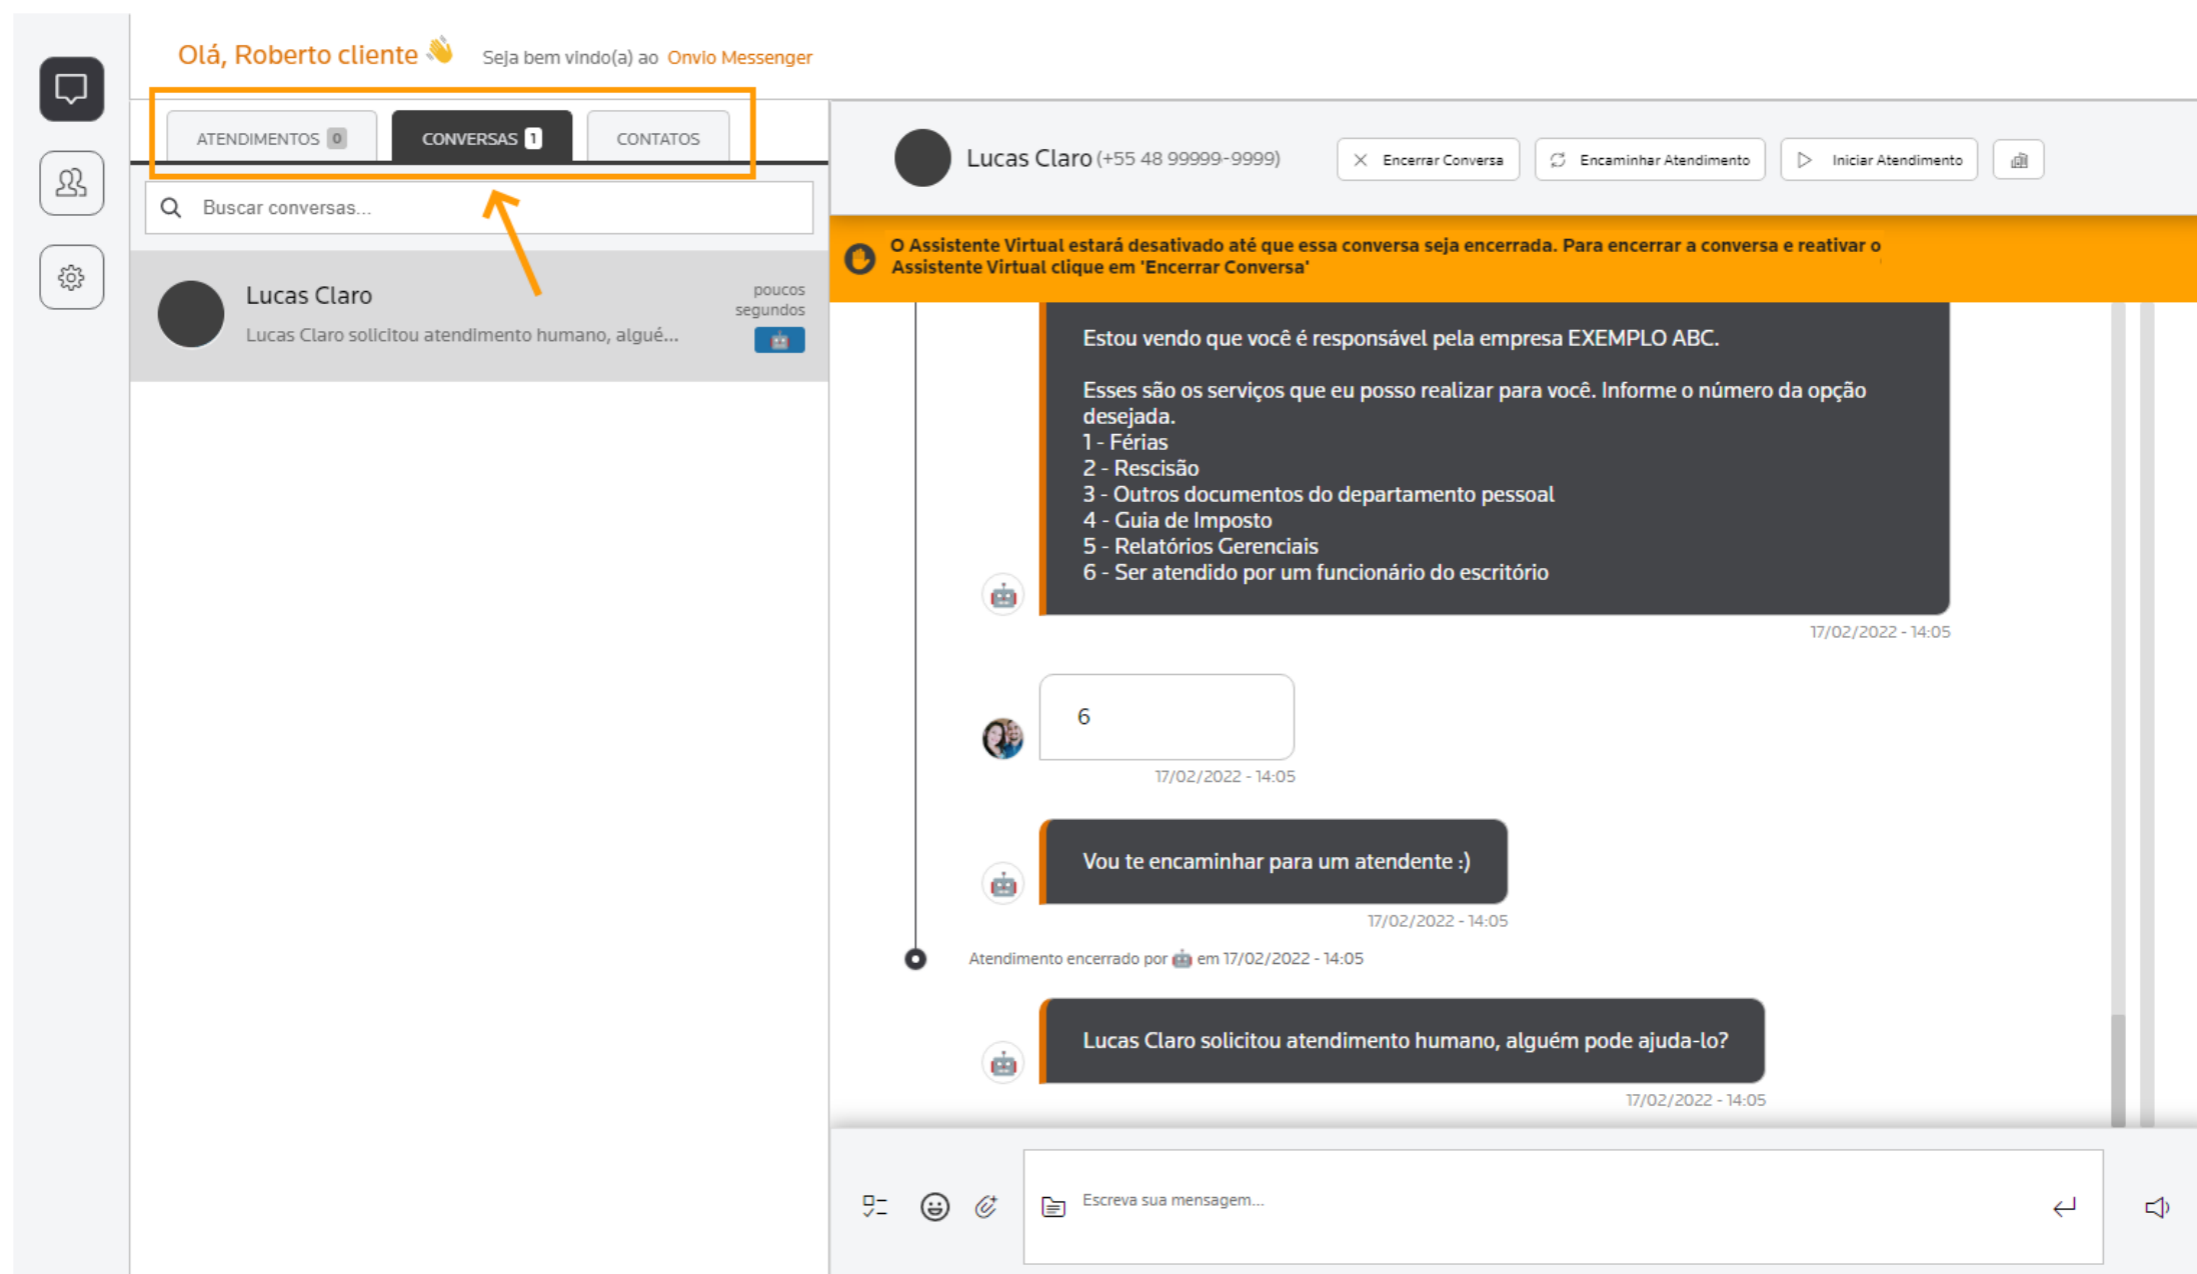 Olá, Roberto cliente 👋 Seja bem vindo(a) ao Onvio Messenger
ATENDIMENTOS 0
CONVERSAS 1
CONTATOS
Buscar conversas...
Lucas Claro
poucos
segundos
Lucas Claro solicitou atendimento humano, algué...
Lucas Claro (+55 48 99999-9999)
Encerrar Conversa
Encaminhar Atendimento
Iniciar Atendimento
O Assistente Virtual estará desativado até que essa conversa seja encerrada. Para encerrar a conversa e reativar o
Assistente Virtual clique em 'Encerrar Conversa'
Estou vendo que você é responsável pela empresa EXEMPLO ABC.
Esses são os serviços que eu posso realizar para você. Informe o número da opção
desejada.
1 - Férias
2 - Rescisão
3 - Outros documentos do departamento pessoal
4 - Guia de Imposto
5 - Relatórios Gerenciais
6 - Ser atendido por um funcionário do escritório
17/02/2022 - 14:05
6
17/02/2022 - 14:05
Vou te encaminhar para um atendente :)
17/02/2022 - 14:05
Atendimento encerrado por 🤖 em 17/02/2022 - 14:05
Lucas Claro solicitou atendimento humano, alguém pode ajuda-lo?
17/02/2022 - 14:05
Escreva sua mensagem...